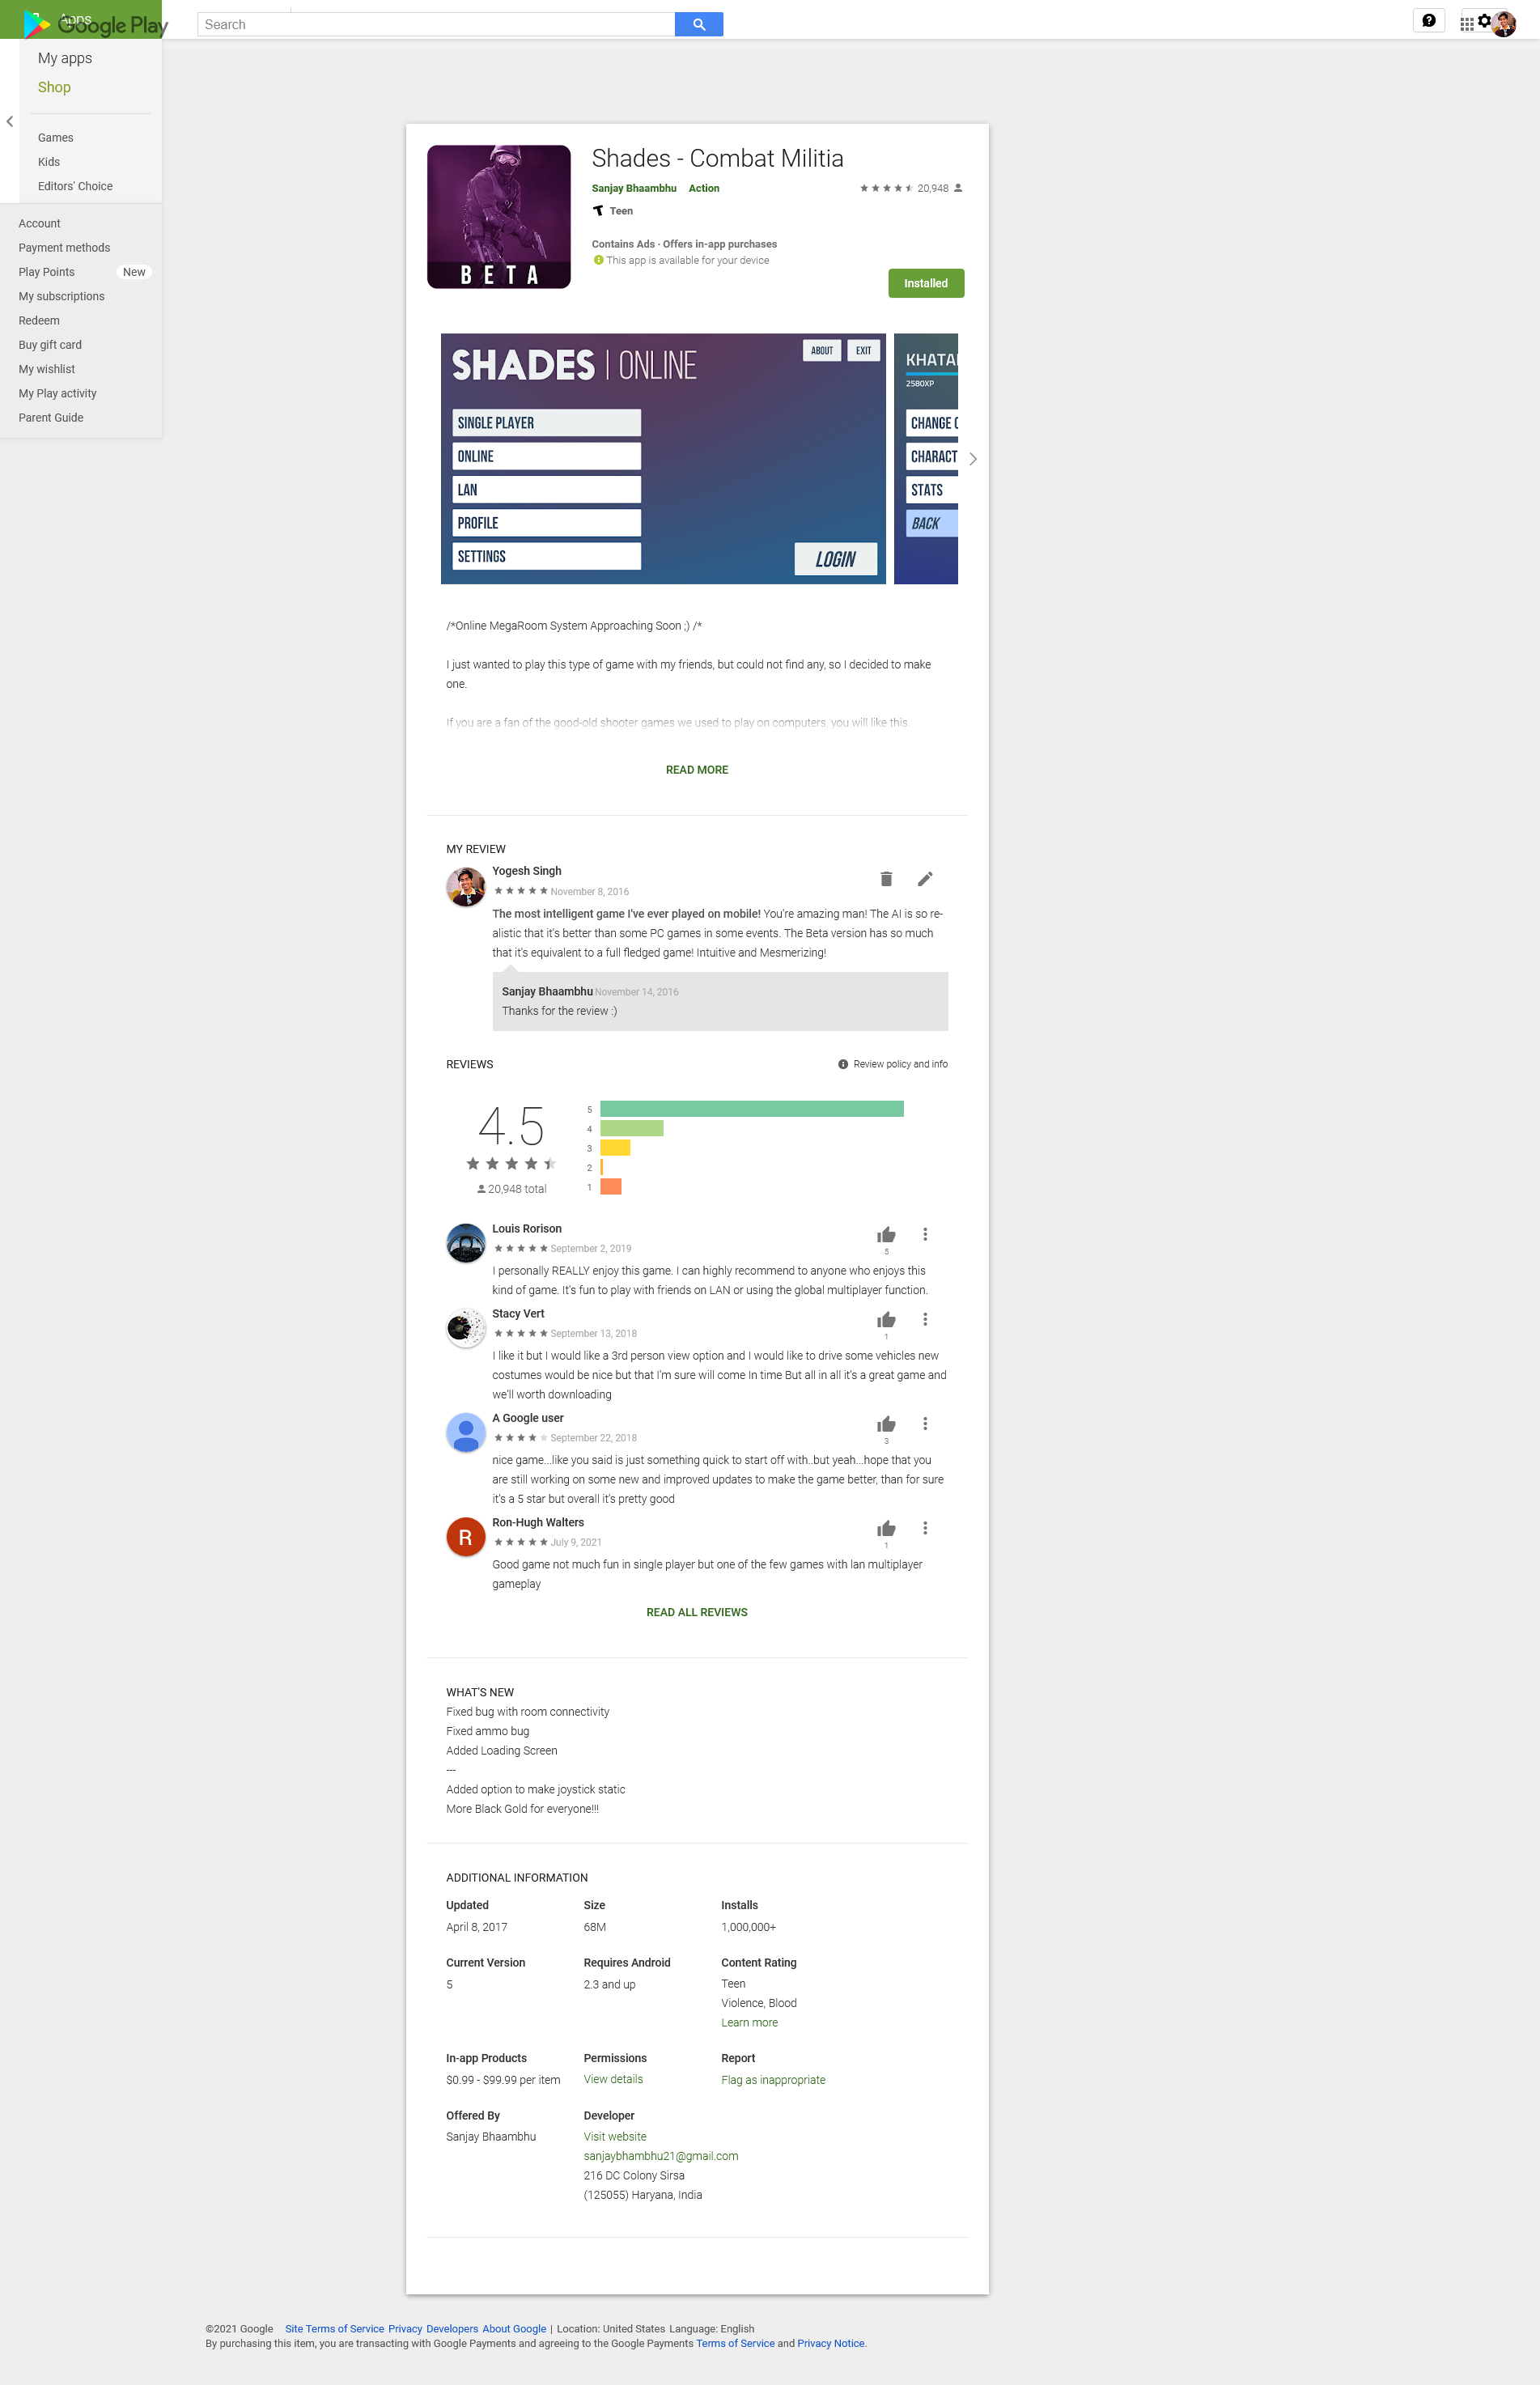 Apps
Google Play
Search
My apps
Shop
Games
Kids
Editors' Choice
Account
Payment methods
Play Points New
My subscriptions
Redeem
Buy gift card
My wishlist
My Play activity
Parent Guide
BETA
Shades - Combat Militia
Sanjay Bhaambhu Action
20,948
Teen
Contains Ads · Offers in-app purchases
This app is available for your device
Installed
SHADES | ONLINE
ABOUT EXIT
SINGLE PLAYER
ONLINE
LAN
PROFILE
SETTINGS
LOGIN
2580XP
STATS
BACK
/*Online MegaRoom System Approaching Soon ;) /*
I just wanted to play this type of game with my friends, but could not find any, so I decided to make
one.
If you are a fan of the good-old shooter games we used to play on computers, you will like this.
READ MORE
MY REVIEW
Yogesh Singh
November 8, 2016
The most intelligent game I've ever played on mobile! You're amazing man! The AI is so re-
alistic that it's better than some PC games in some events. The Beta version has so much
that it's equivalent to a full fledged game! Intuitive and Mesmerizing!
Sanjay Bhaambhu November 14, 2016
Thanks for the review :)
REVIEWS
Review policy and info
4.5
20,948 total
5
4
3
2
1
Louis Rorison
September 2, 2019
5
I personally REALLY enjoy this game. I can highly recommend to anyone who enjoys this
kind of game. It's fun to play with friends on LAN or using the global multiplayer function.
Stacy Vert
September 13, 2018
1
I like it but I would like a 3rd person view option and I would like to drive some vehicles new
costumes would be nice but that I'm sure will come In time But all in all it's a great game and
we'll worth downloading
A Google user
September 22, 2018
3
nice game...like you said is just something quick to start off with..but yeah...hope that you
are still working on some new and improved updates to make the game better, than for sure
it's a 5 star but overall it's pretty good
R
Ron-Hugh Walters
July 9, 2021
1
Good game not much fun in single player but one of the few games with lan multiplayer
gameplay
READ ALL REVIEWS
WHAT'S NEW
Fixed bug with room connectivity
Fixed ammo bug
Added Loading Screen
---
Added option to make joystick static
More Black Gold for everyone!!!
ADDITIONAL INFORMATION
Updated
April 8, 2017
Size
68M
Installs
1,000,000+
Current Version
5
Requires Android
2.3 and up
Content Rating
Teen
Violence, Blood
Learn more
In-app Products
$0.99 - $99.99 per item
Permissions
View details
Report
Flag as inappropriate
Offered By
Sanjay Bhaambhu
Developer
Visit website
sanjaybhambhu21@gmail.com
216 DC Colony Sirsa
(125055) Haryana, India
©2021 Google Site Terms of Service Privacy Developers About Google | Location: United States Language: English
By purchasing this item, you are transacting with Google Payments and agreeing to the Google Payments Terms of Service and Privacy Notice.